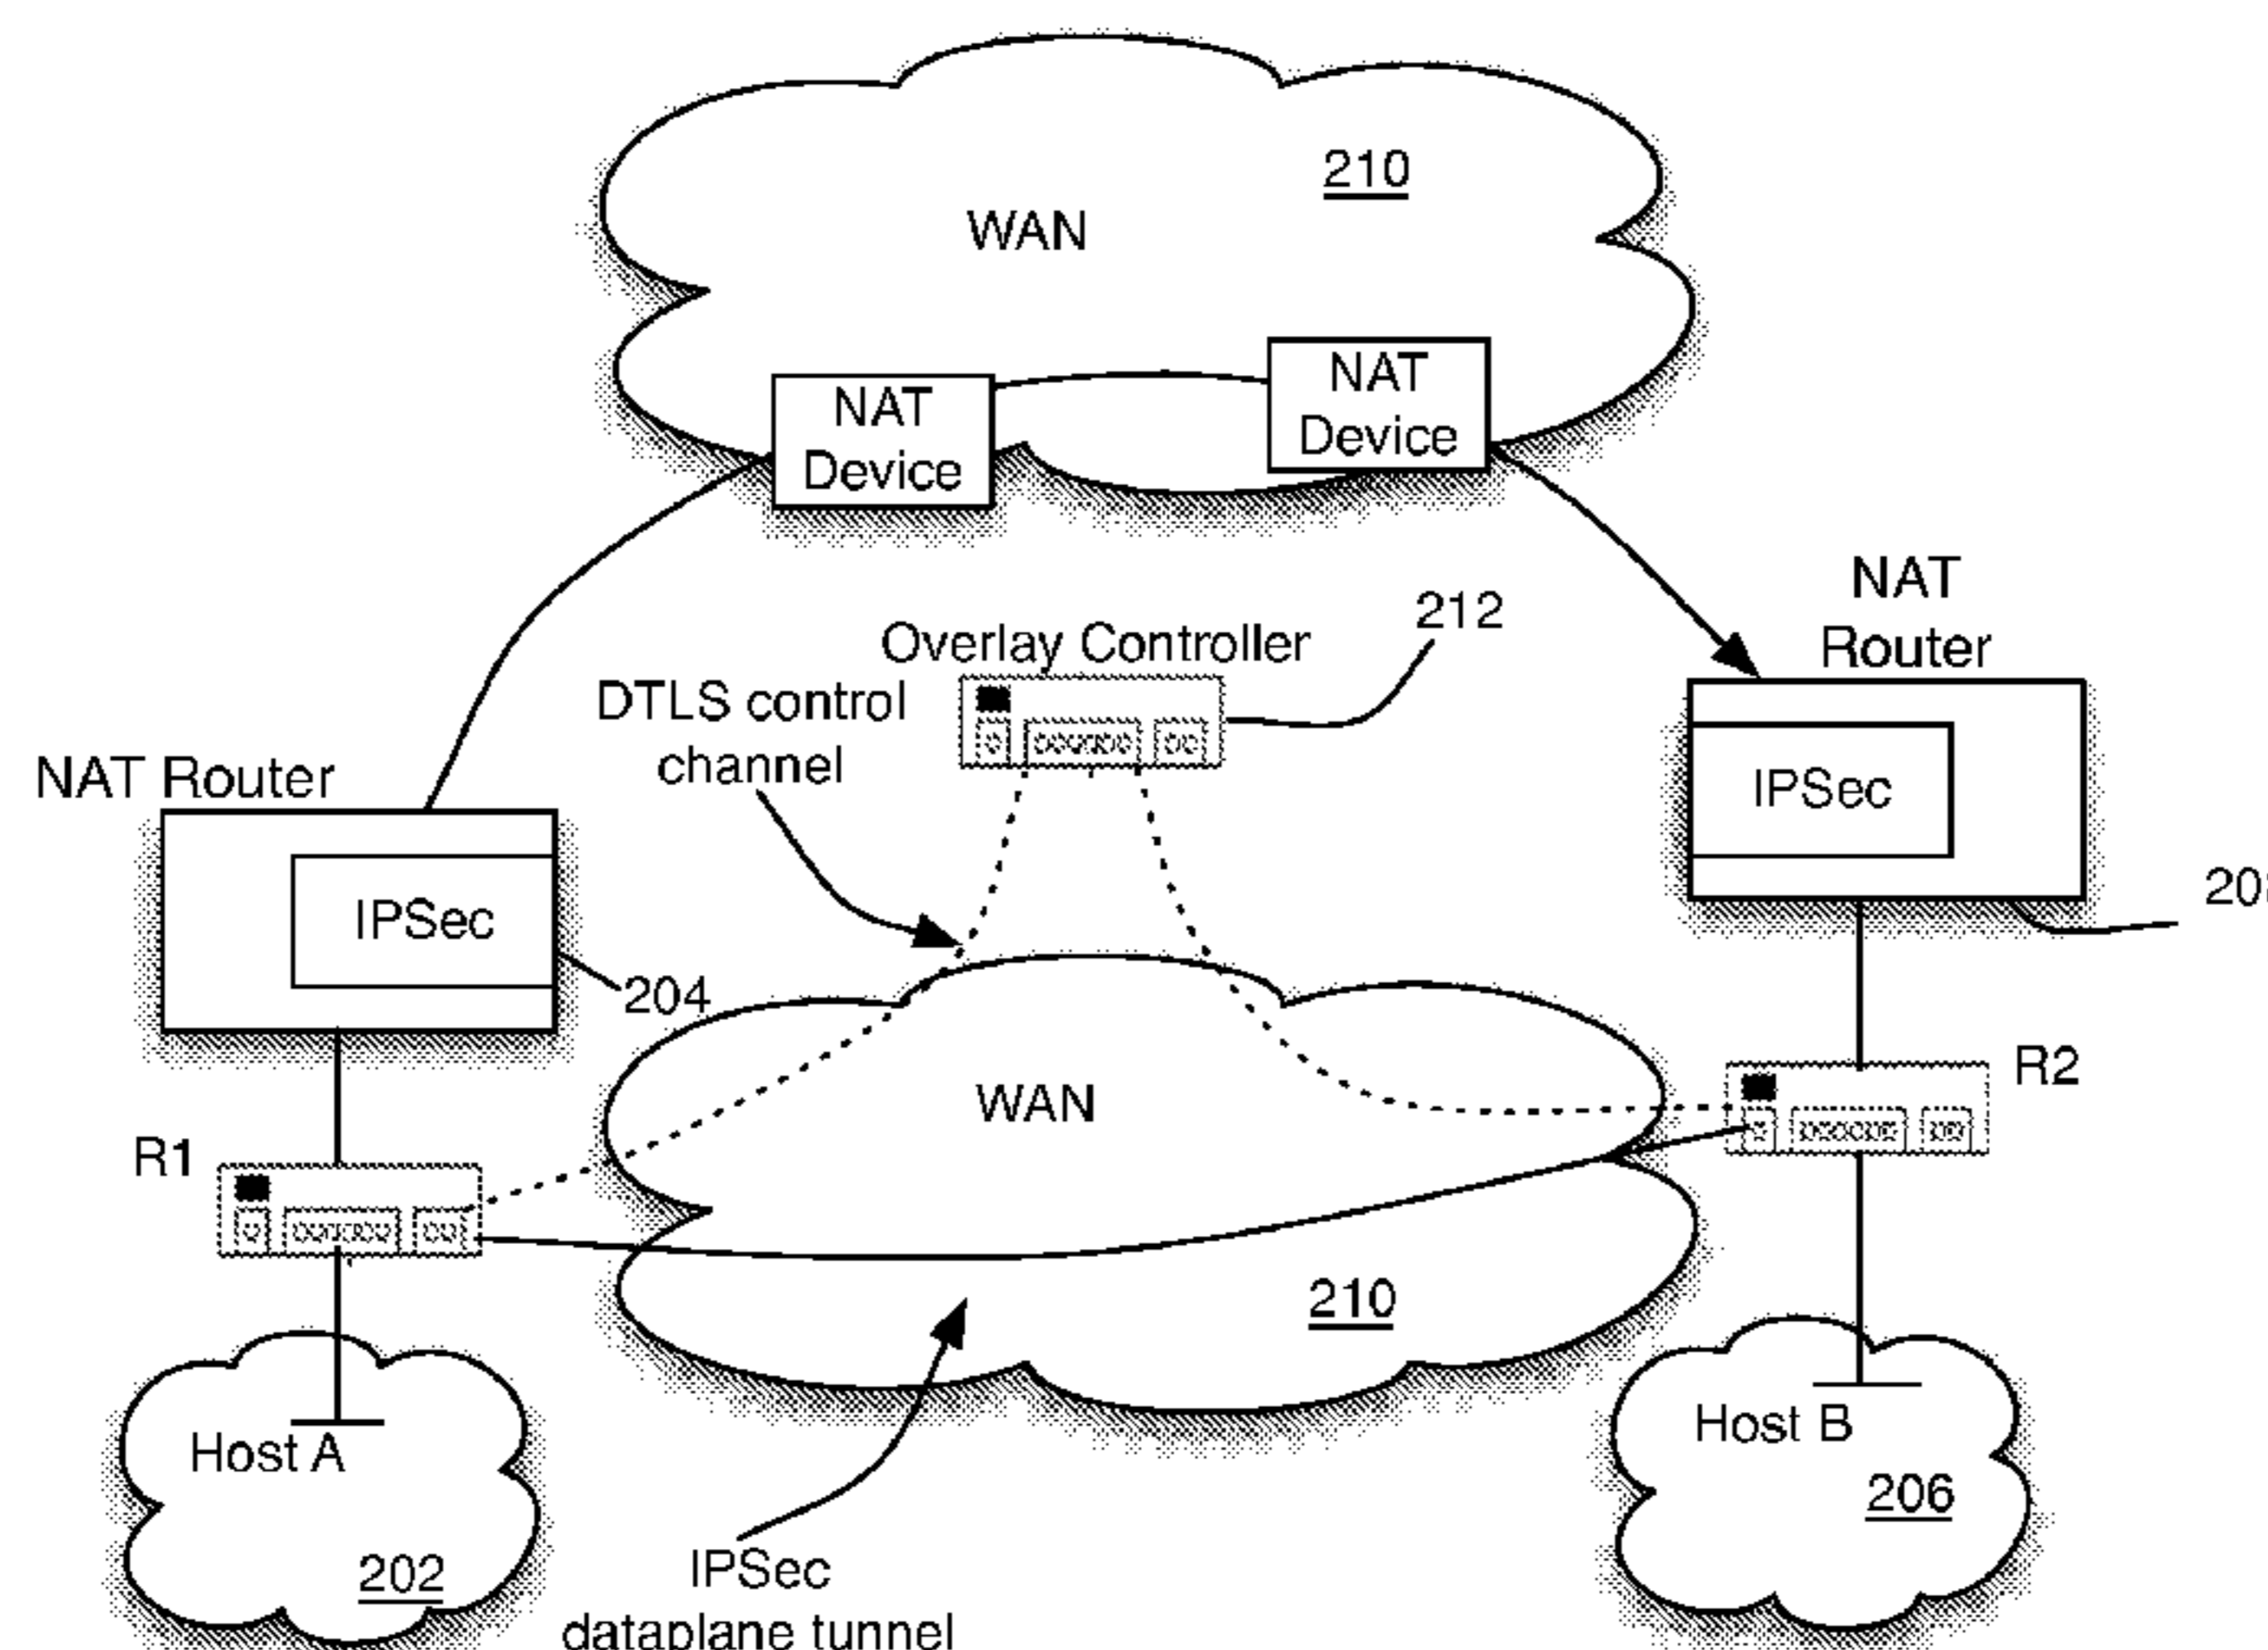 210
WAN
NAT
Device
NAT
Device
NAT
Router
212
Overlay Controller
DTLS control
channel
NAT Router
IPSec
IPSec
204
R2
WAN
R1
210
Host A
Host B
206
202
IPSec
dataplane tunnel